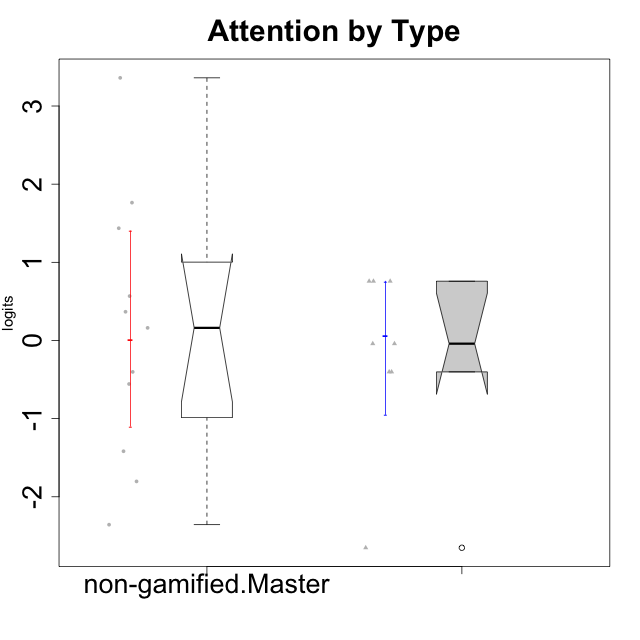 Attention by Type
logits
3
2
1
0
-1
-2
non-gamified.Master